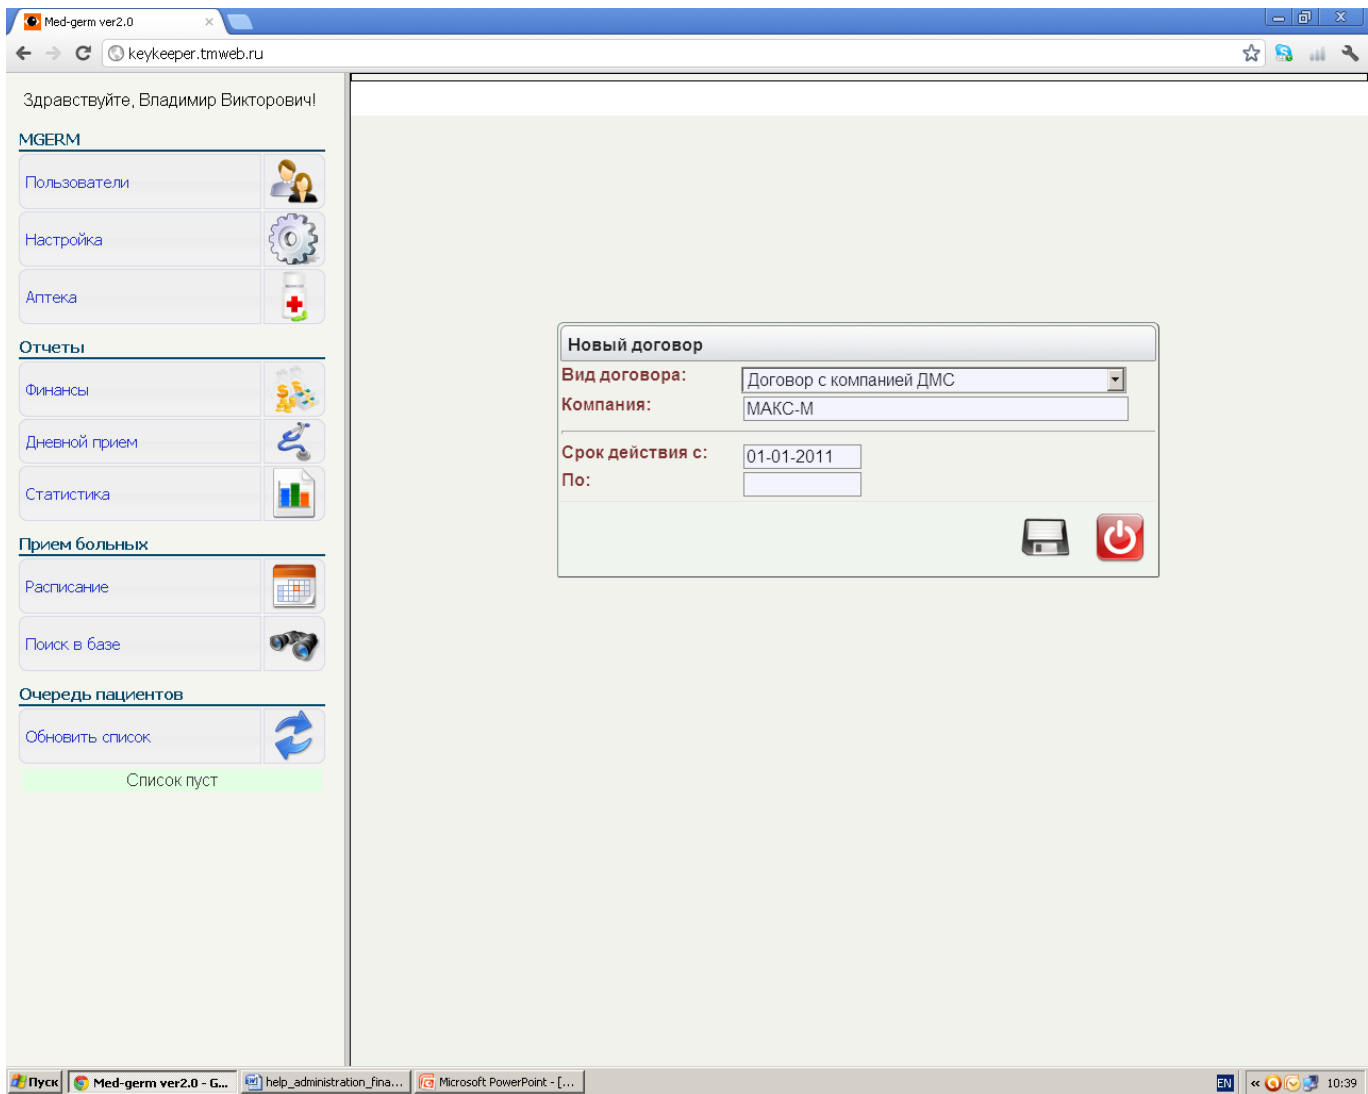 Med-germ ver2.0
keykeeper.tmweb.ru
Здравствуйте, Владимир Викторович!
MGERM
Пользователи
Настройка
Аптека
Отчеты
Финансы
Дневной прием
Статистика
Прием больных
Расписание
Поиск в базе
Очередь пациентов
Обновить список
Список пуст
Новый договор
Вид договора: Договор с компанией ДМС
Компания: МАКС-М
Срок действия с: 01-01-2011
По:
Пуск Med-germ ver2.0 - G... help_administration_fina... Microsoft PowerPoint - [... EN « 10:39